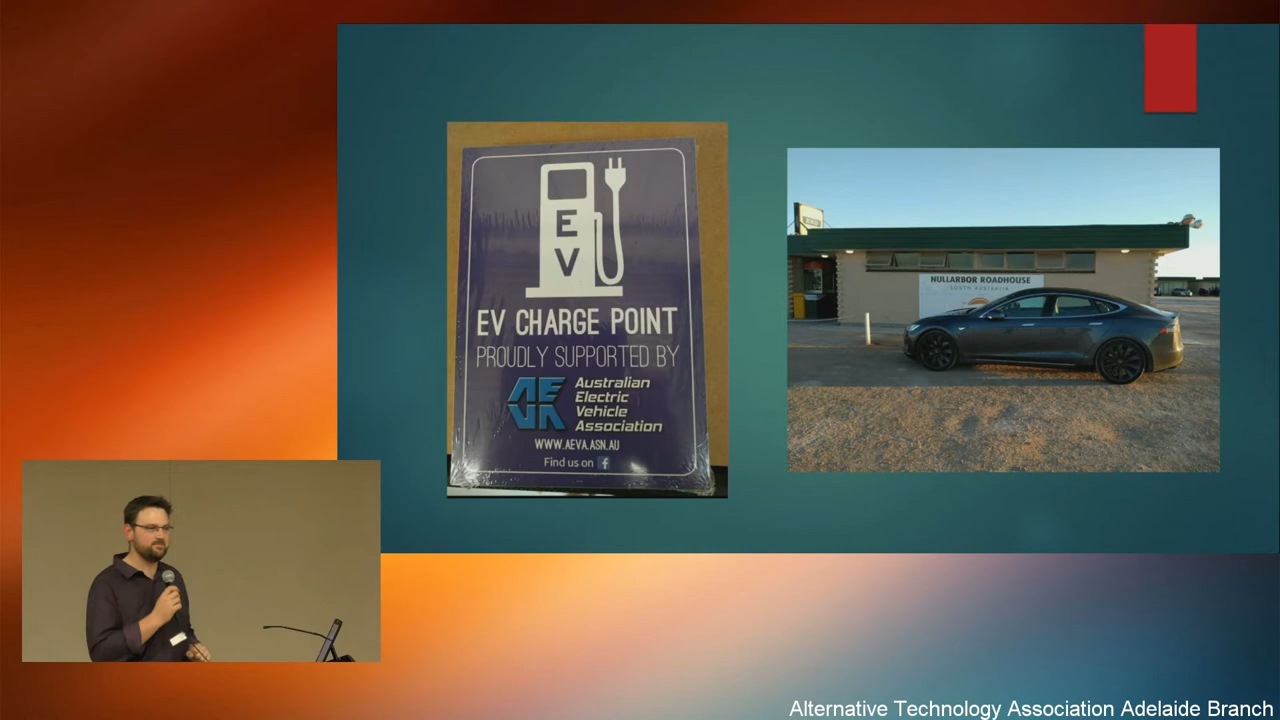 EV
EV CHARGE POINT
PROUDLY SUPPORTED BY
AEVA
Australian
Electric
Vehicle
Association
WWW.AEVA.ASN.AU
Find us on f
NULLARBOR ROADHOUSE
SOUTH AUSTRALIA
Alternative Technology Association Adelaide Branch